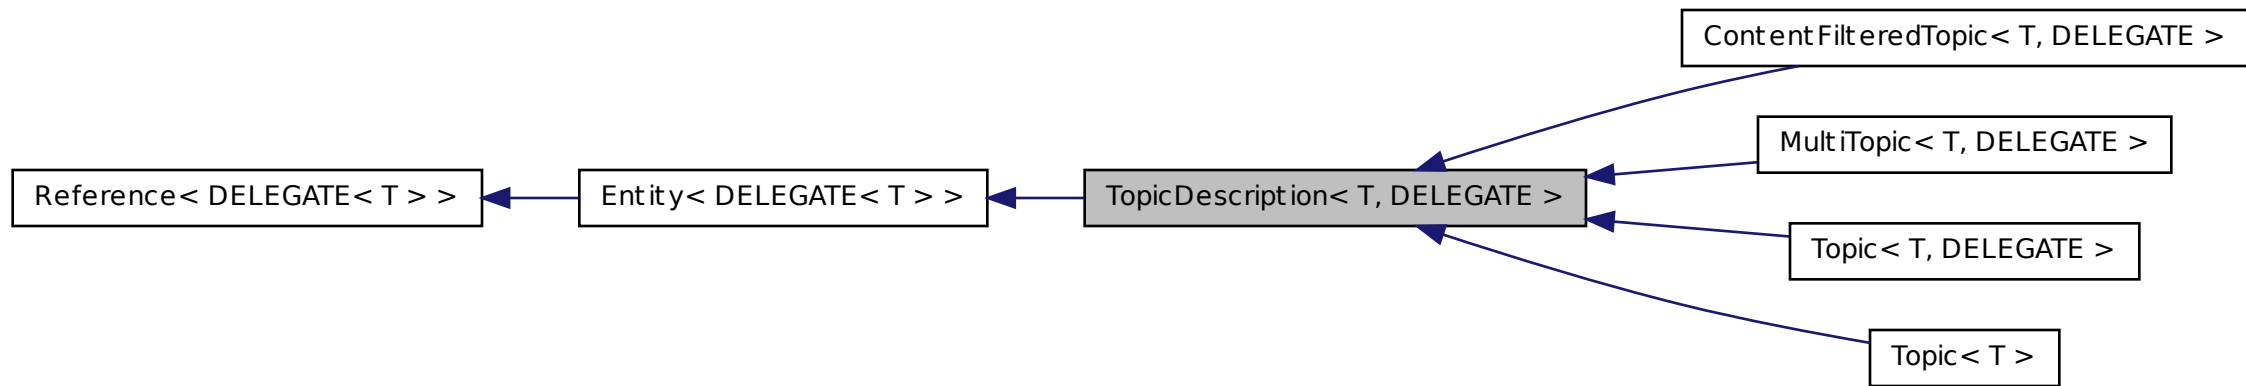 Reference< DELEGATE< T > >
Entity< DELEGATE< T > >
TopicDescription< T, DELEGATE >
ContentFilteredTopic< T, DELEGATE >
MultiTopic< T, DELEGATE >
Topic< T, DELEGATE >
Topic< T >